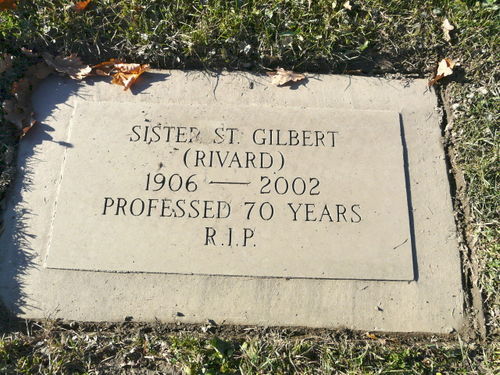 SISTER ST. GILBERT
(RIVARD)
1906 — 2002
PROFESSED 70 YEARS
R.I.P.